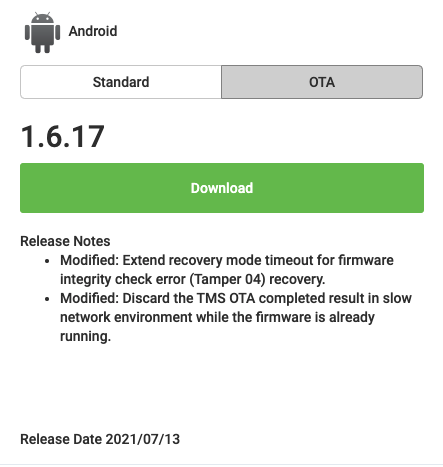 Android
Standard
OTA
1.6.17
Download
Release Notes
• Modified: Extend recovery mode timeout for firmware
integrity check error (Tamper 04) recovery.
• Modified: Discard the TMS OTA completed result in slow
network environment while the firmware is already
running.
Release Date 2021/07/13